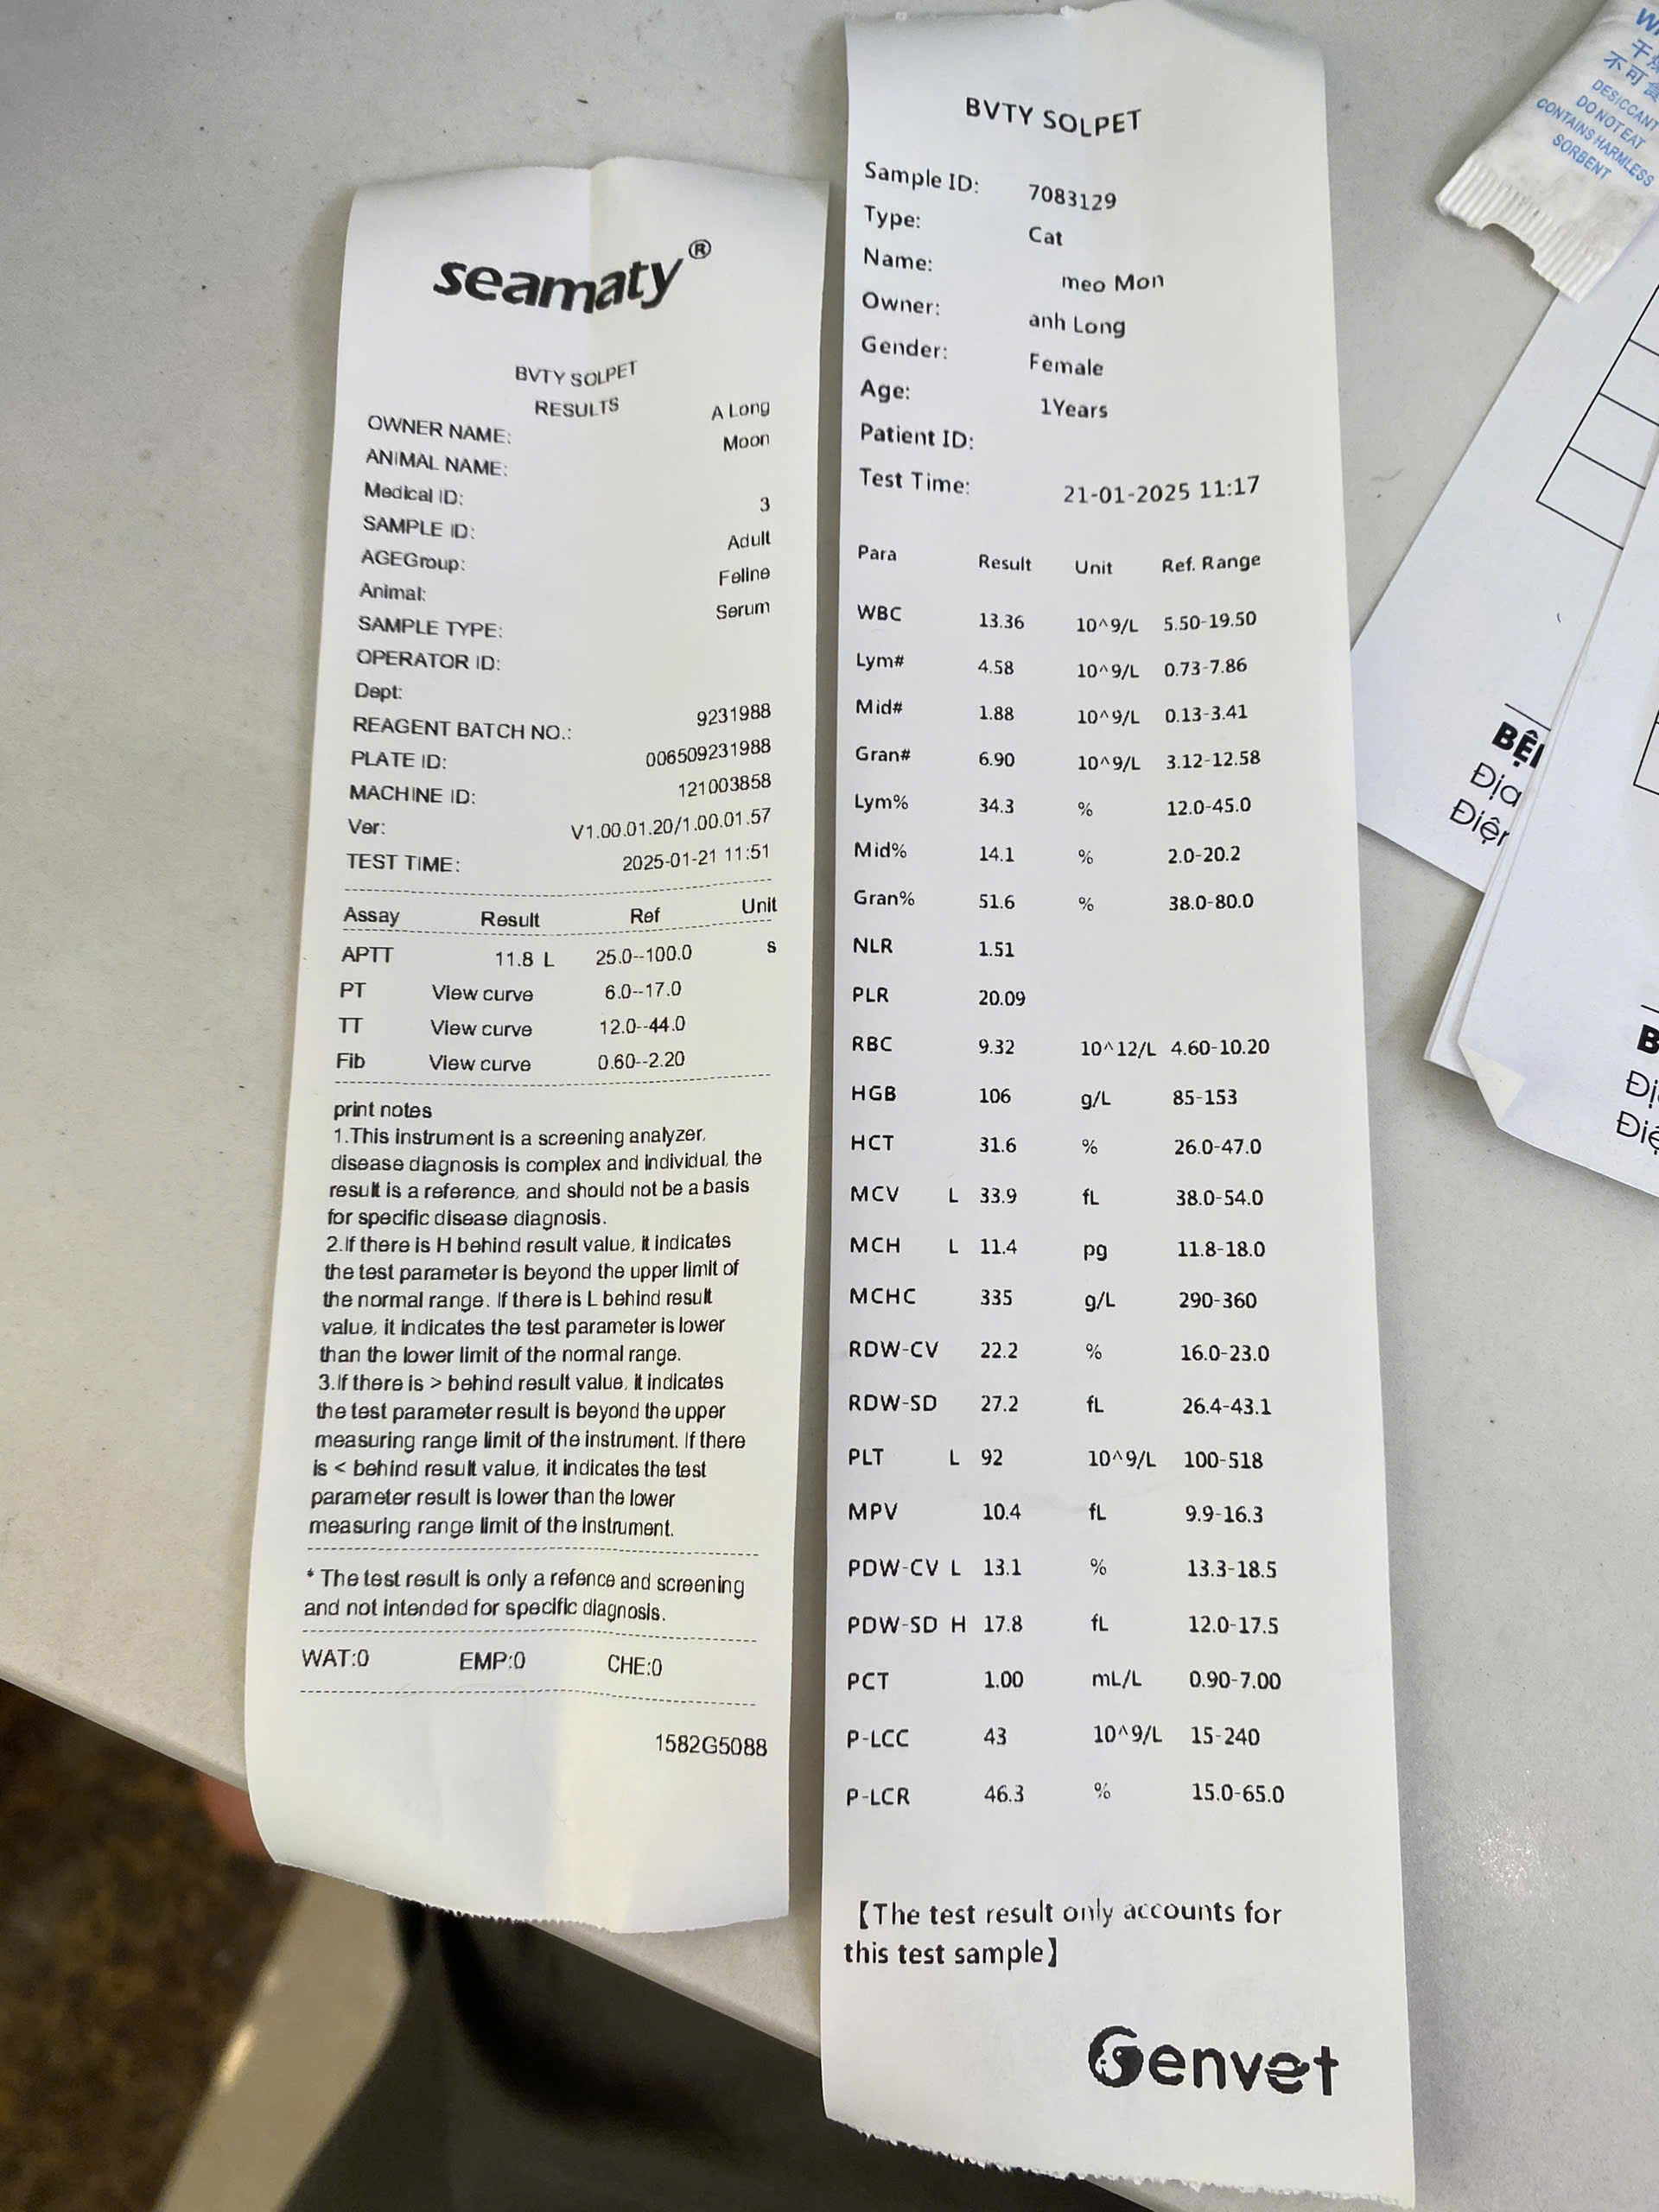 seamaty®
BVTY SOLPET
RESULTS
OWNER NAME: A Long
ANIMAL NAME: Moon
Medical ID:
SAMPLE ID: 3
AGEGroup: Adult
Animal: Feline
SAMPLE TYPE: Serum
OPERATOR ID:
Dept:
REAGENT BATCH NO.: 9231988
PLATE ID: 006509231988
MACHINE ID: 121003858
Ver: V1.00.01.20/1.00.01.57
TEST TIME: 2025-01-21 11:51
Assay Result Ref Unit
APTT 11.8 L 25.0--100.0 s
PT View curve 6.0--17.0
TT View curve 12.0--44.0
Fib View curve 0.60--2.20
print notes
1.This instrument is a screening analyzer,
disease diagnosis is complex and individual, the
result is a reference, and should not be a basis
for specific disease diagnosis.
2.If there is H behind result value, it indicates
the test parameter is beyond the upper limit of
the normal range. If there is L behind result
value, it indicates the test parameter is lower
than the lower limit of the normal range.
3.If there is > behind result value, it indicates
the test parameter result is beyond the upper
measuring range limit of the instrument. If there
is < behind result value, it indicates the test
parameter result is lower than the lower
measuring range limit of the instrument.
* The test result is only a refence and screening
and not intended for specific diagnosis.
WAT:0 EMP:0 CHE:0
1582G5088
BVTY SOLPET
Sample ID: 7083129
Type: Cat
Name: meo Mon
Owner: anh Long
Gender: Female
Age: 1Years
Patient ID:
Test Time: 21-01-2025 11:17
Para Result Unit Ref. Range
WBC 13.36 10^9/L 5.50-19.50
Lym# 4.58 10^9/L 0.73-7.86
Mid# 1.88 10^9/L 0.13-3.41
Gran# 6.90 10^9/L 3.12-12.58
Lym% 34.3 % 12.0-45.0
Mid% 14.1 % 2.0-20.2
Gran% 51.6 % 38.0-80.0
NLR 1.51
PLR 20.09
RBC 9.32 10^12/L 4.60-10.20
HGB 106 g/L 85-153
HCT 31.6 % 26.0-47.0
MCV L 33.9 fL 38.0-54.0
MCH L 11.4 pg 11.8-18.0
MCHC 335 g/L 290-360
RDW-CV 22.2 % 16.0-23.0
RDW-SD 27.2 fL 26.4-43.1
PLT L 92 10^9/L 100-518
MPV 10.4 fL 9.9-16.3
PDW-CV L 13.1 % 13.3-18.5
PDW-SD H 17.8 fL 12.0-17.5
PCT 1.00 mL/L 0.90-7.00
P-LCC 43 10^9/L 15-240
P-LCR 46.3 % 15.0-65.0
【The test result only accounts for
this test sample】
Genvet
干
不可
DESICCANT
DO NOT EAT
CONTAINS HARMLESS
SORBENT
Địa